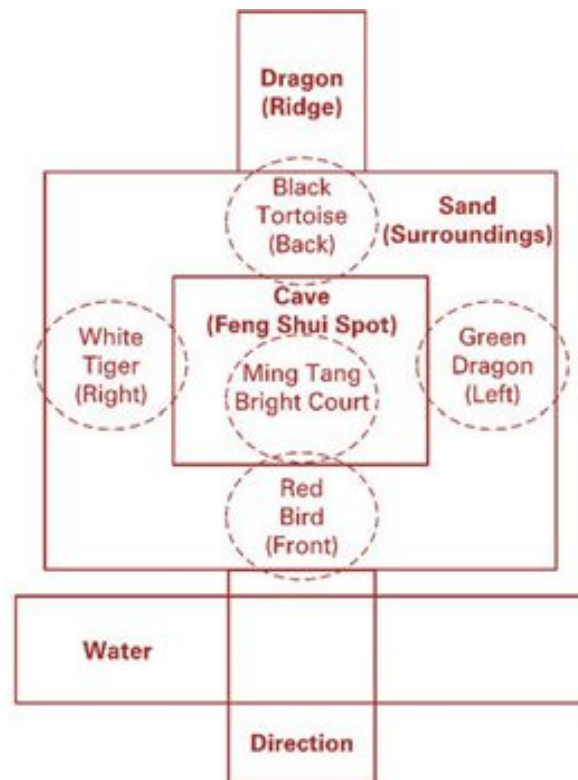 Dragon
(Ridge)
Black
Tortoise
(Back)
Sand
(Surroundings)
Cave
(Feng Shui Spot)
White
Tiger
(Right)
Ming Tang
Bright Court
Green
Dragon
(Left)
Red
Bird
(Front)
Water
Direction